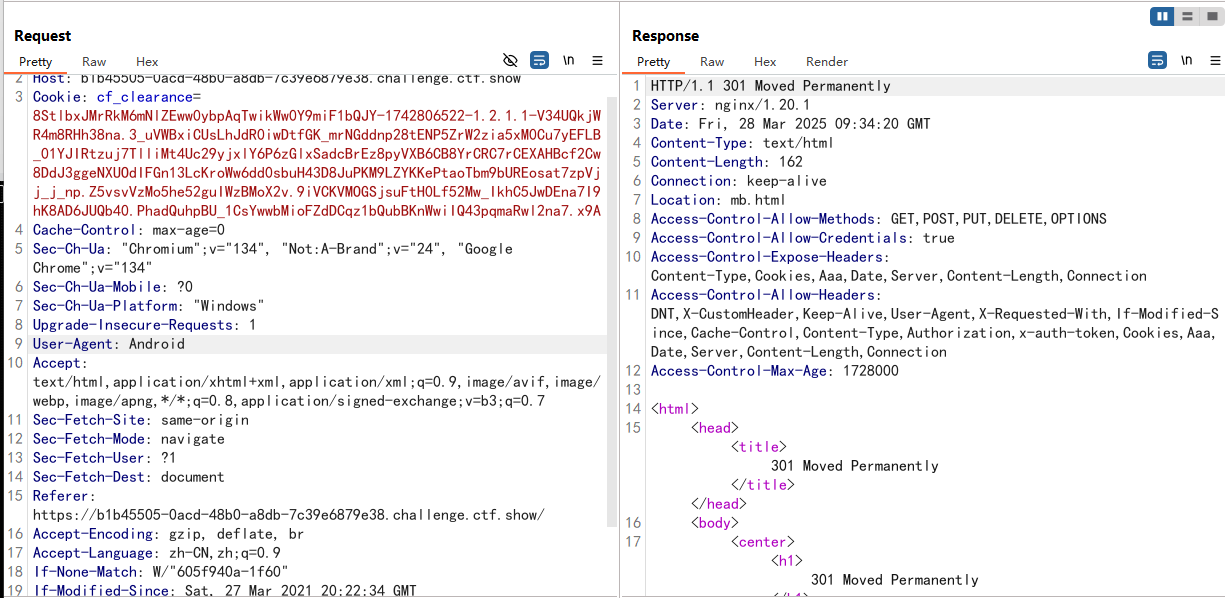 Request
Pretty Raw Hex
\n
2 Host: b1b45505-0acd-48b0-a8db-7c39e6879e38.challenge.ctf.show
3 Cookie: cf_clearance=
4 Cache-Control: max-age=0
5 Sec-Ch-Ua: "Chromium";v="134", "Not:A-Brand";v="24", "Google
Chrome";v="134"
6 Sec-Ch-Ua-Mobile: ?0
7 Sec-Ch-Ua-Platform: "Windows"
8 Upgrade-Insecure-Requests: 1
9 User-Agent: Android
10 Accept:
text/html,application/xhtml+xml,application/xml;q=0.9,image/avif,image/
webp,image/apng,*/*;q=0.8,application/signed-exchange;v=b3;q=0.7
11 Sec-Fetch-Site: same-origin
12 Sec-Fetch-Mode: navigate
13 Sec-Fetch-User: ?1
14 Sec-Fetch-Dest: document
15 Referer:
https://b1b45505-0acd-48b0-a8db-7c39e6879e38.challenge.ctf.show/
16 Accept-Encoding: gzip, deflate, br
17 Accept-Language: zh-CN,zh;q=0.9
18 If-None-Match: W/"605f940a-1f60"
19 If-Modified-Since: Sat, 27 Mar 2021 20:22:34 GMT
Response
Pretty Raw Hex Render
\n
1 HTTP/1.1 301 Moved Permanently
2 Server: nginx/1.20.1
3 Date: Fri, 28 Mar 2025 09:34:20 GMT
4 Content-Type: text/html
5 Content-Length: 162
6 Connection: keep-alive
7 Location: mb.html
8 Access-Control-Allow-Methods: GET,POST,PUT,DELETE,OPTIONS
9 Access-Control-Allow-Credentials: true
10 Access-Control-Expose-Headers:
Content-Type,Cookies,Aaa,Date,Server,Content-Length,Connection
11 Access-Control-Allow-Headers:
DNT,X-CustomHeader,Keep-Alive,User-Agent,X-Requested-With,If-Modified-S
ince,Cache-Control,Content-Type,Authorization,x-auth-token,Cookies,Aaa,
Date,Server,Content-Length,Connection
12 Access-Control-Max-Age: 1728000
13
14 <html>
15 <head>
<title>
301 Moved Permanently
</title>
</head>
16 <body>
17 <center>
<h1>
301 Moved Permanently
</h1>